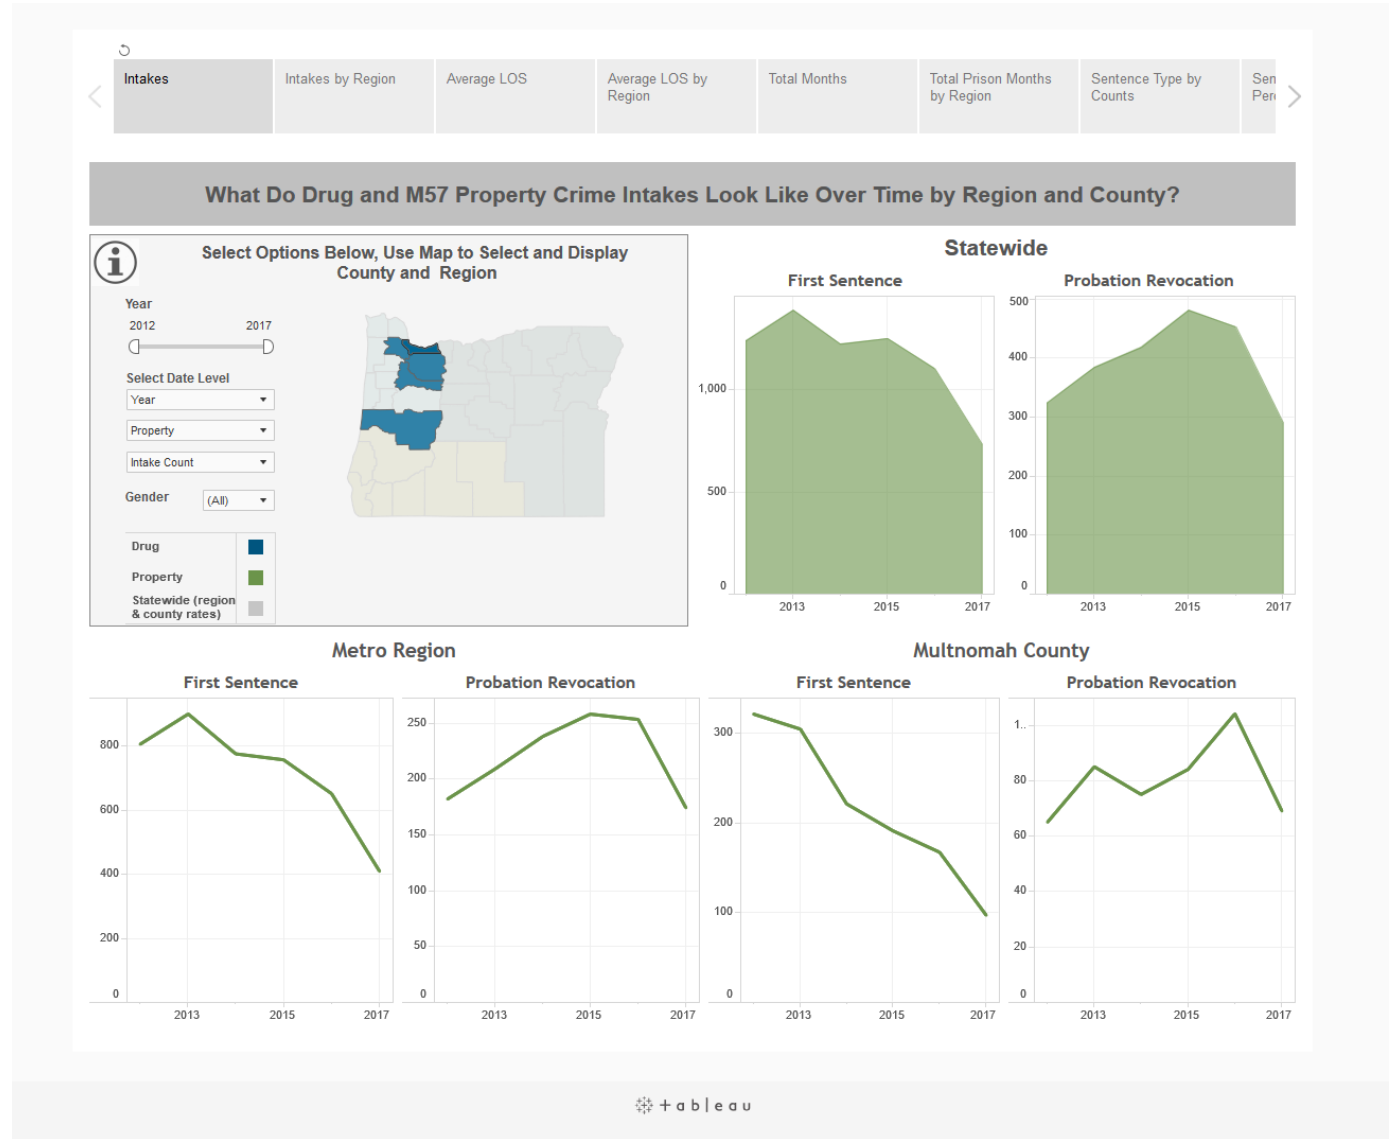 Intakes
Intakes by Region
Average LOS
Average LOS by
Region
Total Months
Total Prison Months
by Region
Sentence Type by
Counts
Sen
Per
What Do Drug and M57 Property Crime Intakes Look Like Over Time by Region and County?
Select Options Below, Use Map to Select and Display
County and Region
Year
2012 2017
Select Date Level
Year
Property
Intake Count
Gender (All)
Drug
Property
Statewide (region
& county rates)
Statewide
First Sentence
1,000
500
0
2013 2015 2017
Probation Revocation
500
400
300
200
100
0
2013 2015 2017
Metro Region
First Sentence
800
600
400
200
0
2013 2015 2017
Probation Revocation
250
200
150
100
50
0
2013 2015 2017
Multnomah County
First Sentence
300
200
100
0
2013 2015 2017
Probation Revocation
1..
80
60
40
20
0
2013 2015 2017
+ableau